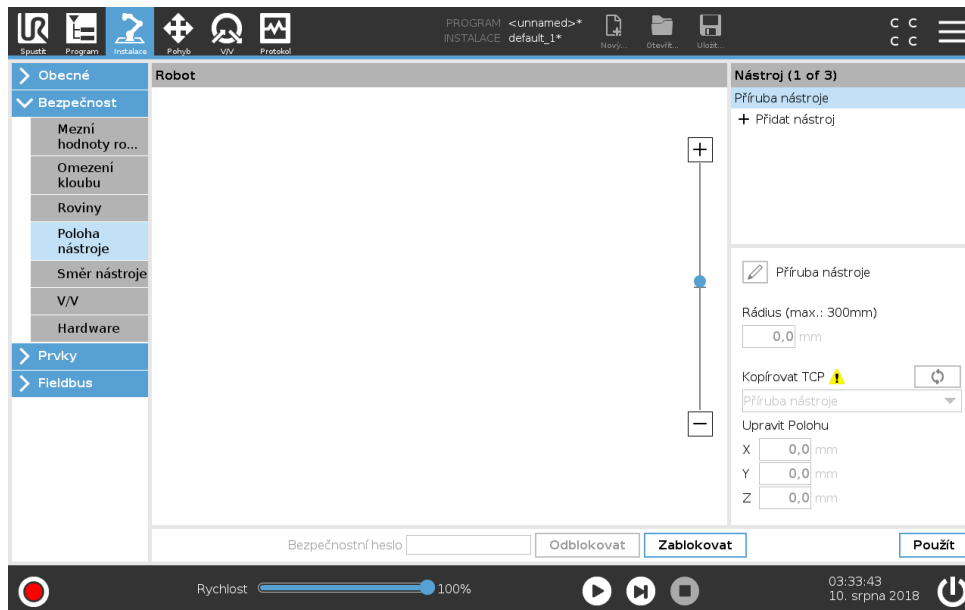 UR
Spustit
Program
Instalace
Pohyb
V/V
Protokol
PROGRAM <unnamed>*
INSTALACE default_1*
Nový...
Otevřít...
Uložit...
C C
C C
Obecné
Bezpečnost
Mezní
hodnoty ro...
Omezení
kloubu
Roviny
Poloha
nástroje
Směr nástroje
V/V
Hardware
Prvky
Fieldbus
Robot
Nástroj (1 of 3)
Příruba nástroje
+ Přidat nástroj
Příruba nástroje
Rádius (max.: 300mm)
0,0 mm
Kopírovat TCP
Příruba nástroje
Upravit Polohu
X 0,0 mm
Y 0,0 mm
Z 0,0 mm
Bezpečnostní heslo
Odblokovat
Zablokovat
Použít
Rychlost
100%
03:33:43
10. srpna 2018